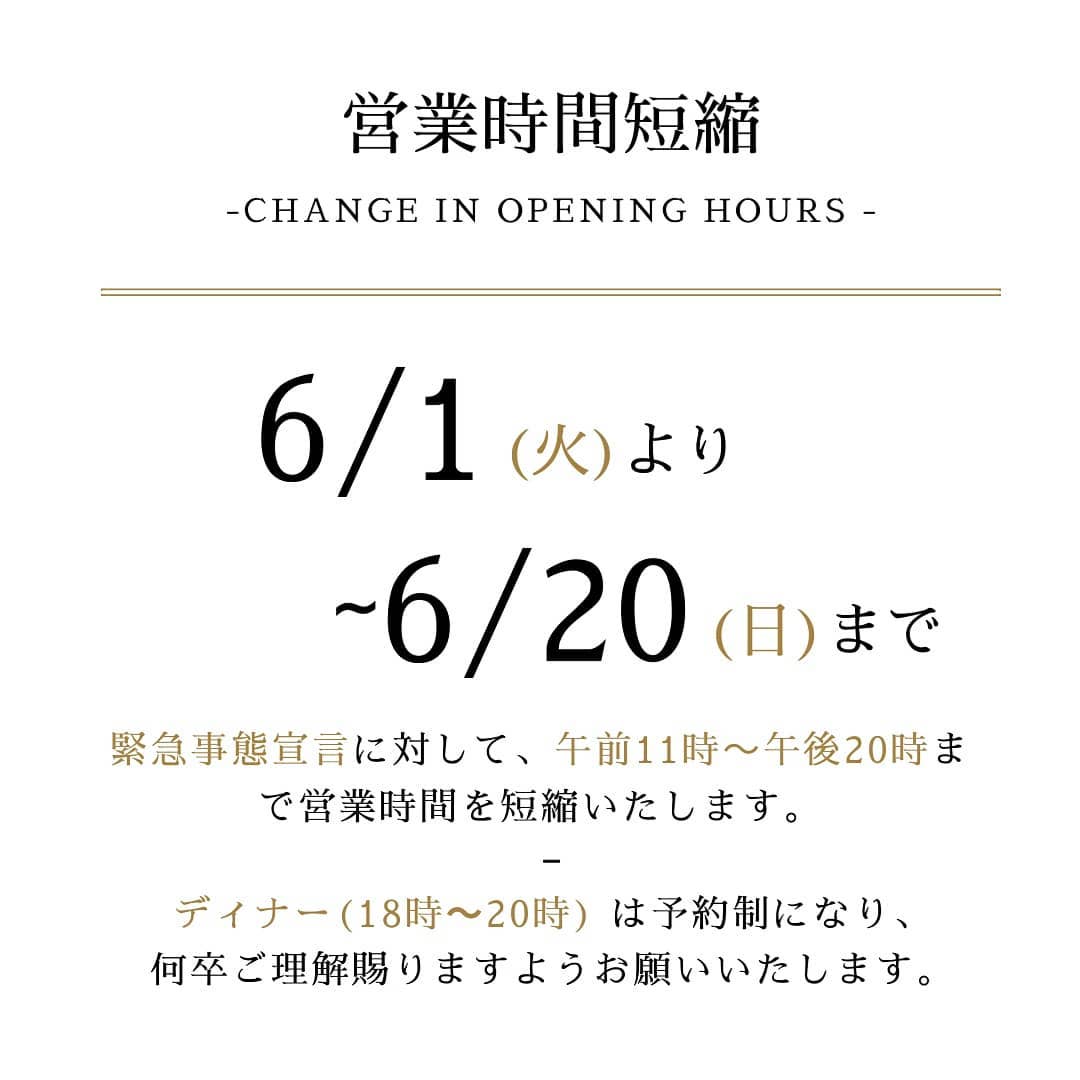 営業時間短縮
-CHANGE IN OPENING HOURS -
6/1 (火)より
~6/20 (日)まで
緊急事態宣言に対して、午前11時〜午後20時ま
で営業時間を短縮いたします。
–
ディナー(18時〜20時) は予約制になり、
何卒ご理解賜りますようお願いいたします。